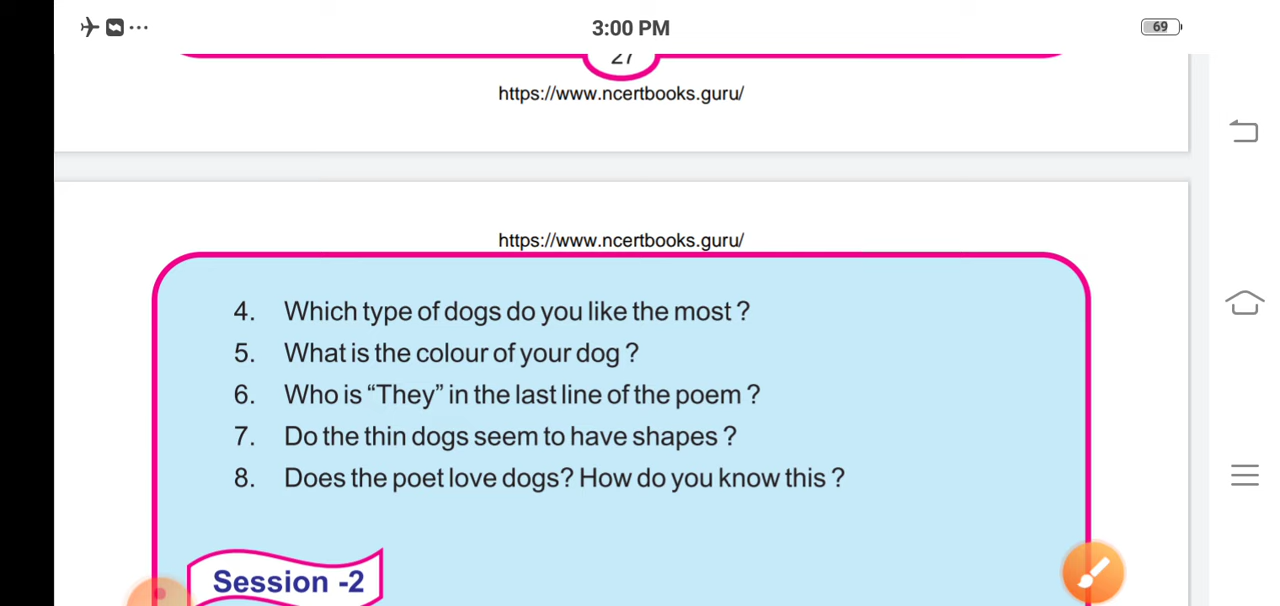 3:00 PM
69
27
https://www.ncertbooks.guru/
https://www.ncertbooks.guru/
4. Which type of dogs do you like the most ?
5. What is the colour of your dog ?
6. Who is “They” in the last line of the poem ?
7. Do the thin dogs seem to have shapes ?
8. Does the poet love dogs? How do you know this ?
Session -2